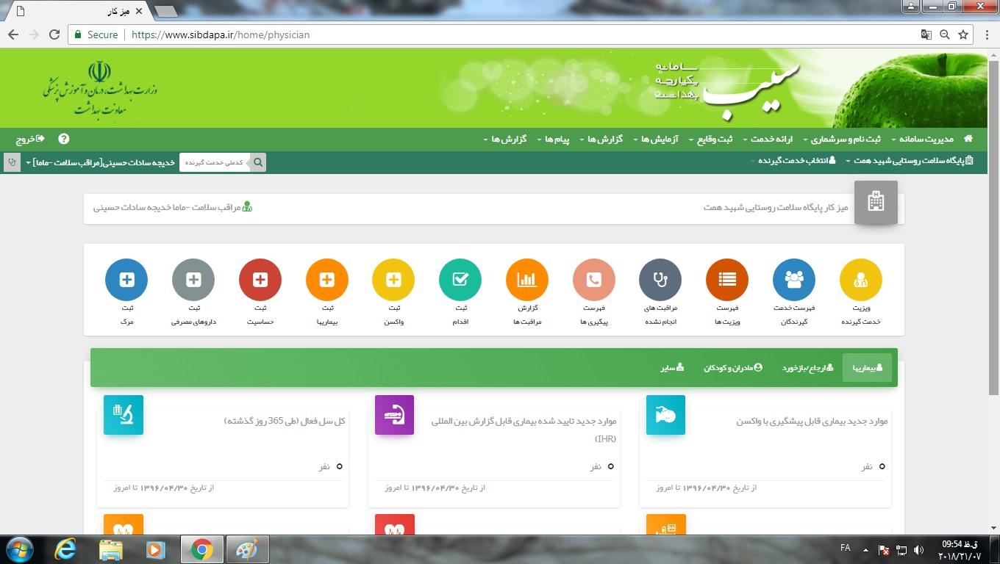 میز کار
Secure
https://www.sibdapa.ir/home/physician
وزارت بهداشت، درمان و آموزش پزشکی
معاونت بهداشت
سامانه
یکپارچه
بهداشت
سیب
مدیریت سامانه
ثبت نام و سرشماری
ارائه خدمت
ثبت وقایع
آزمایش ها
گزارش ها
پیام ها
گزارش ها
خروج
پایگاه سلامت روستایی شهید همت
انتخاب خدمت گیرنده
کدملی خدمت گیرنده
خدیجه سادات حسینی[مراقب سلامت -ماما]
میز کار پایگاه سلامت روستایی شهید همت
مراقب سلامت -ماما خدیجه سادات حسینی
ویزیت
خدمت گیرنده
فهرست خدمت
گیرندگان
فهرست
ویزیت ها
مراقبت های
انجام نشده
فهرست
پیگیری ها
گزارش
مراقبت ها
ثبت
اقدام
ثبت
واکسن
ثبت
بیماریها
ثبت
حساسیت
ثبت
داروهای مصرفی
ثبت
مرگ
بیماریها
ارجاع/بازخورد
مادران و کودکان
سایر
موارد جدید بیماری قابل پیشگیری با واکسن
۰ نفر
از تاریخ ۱۳۹۶/۰۴/۳۰ تا امروز
موارد جدید تایید شده بیماری قابل گزارش بین المللی
(IHR)
۰ نفر
از تاریخ ۱۳۹۶/۰۴/۳۰ تا امروز
کل سل فعال (طی 365 روز گذشته)
۰ نفر
از تاریخ ۱۳۹۶/۰۴/۳۰ تا امروز
FA
09:54 ق.ظ
۲۰۱۸/۲۱/۰۷